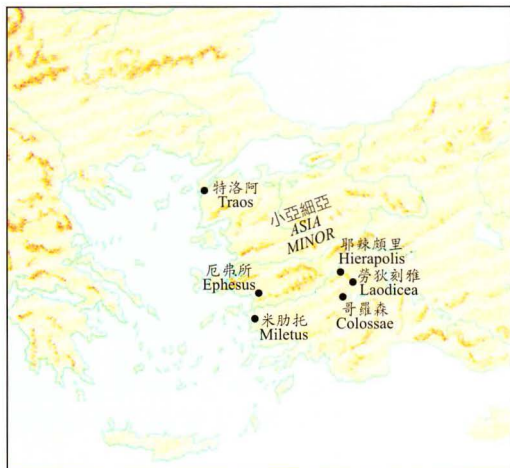 特洛阿
Traos
小亞細亞
ASIA
MINOR
耶辣頗里
Hierapolis
厄弗所
Ephesus
勞狄刻雅
Laodicea
哥羅森
Colossae
米肋托
Miletus